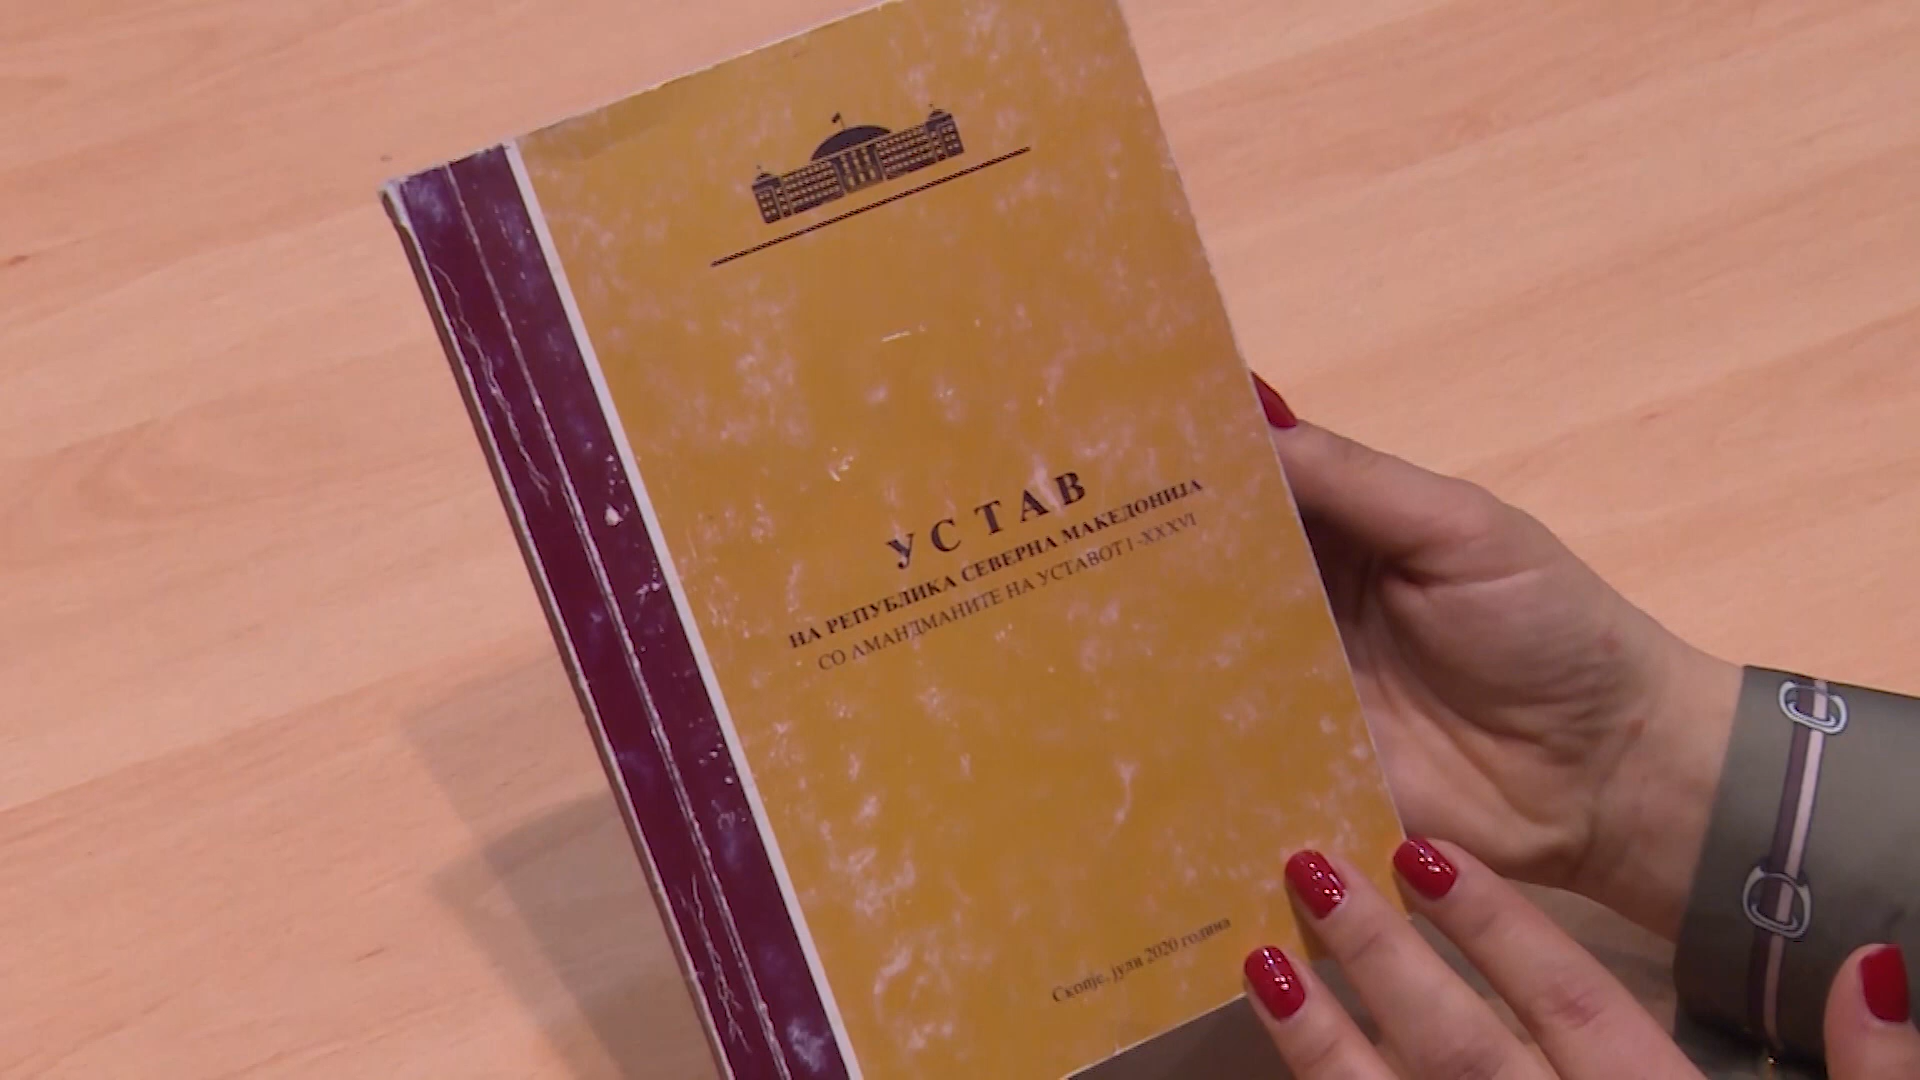 УСТАВ
НА РЕПУБЛИКА СЕВЕРНА МАКЕДОНИЈА
СО АМАНДМАНИТЕ НА УСТАВОТ I -XXXVI
Скопје, јули 2020 година